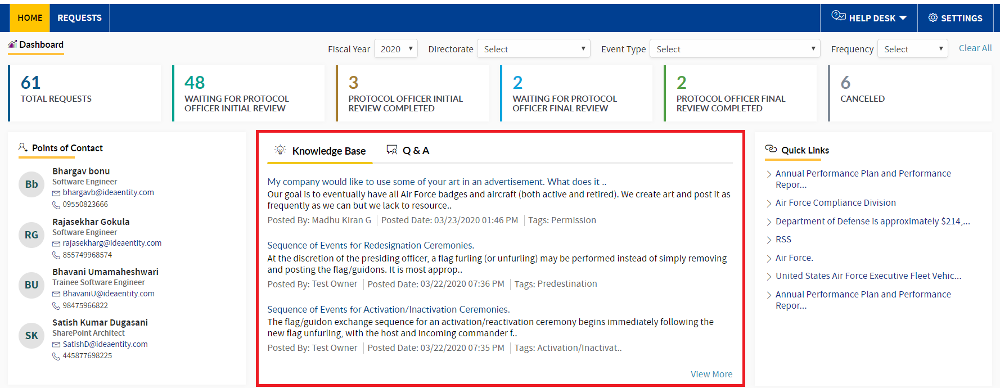 HOME
REQUESTS
HELP DESK
SETTINGS
Dashboard
Fiscal Year
2020
Directorate
Select
Event Type
Select
Frequency
Select
Clear All
61
TOTAL REQUESTS
48
WAITING FOR PROTOCOL
OFFICER INITIAL REVIEW
3
PROTOCOL OFFICER INITIAL
REVIEW COMPLETED
2
WAITING FOR PROTOCOL
OFFICER FINAL REVIEW
2
PROTOCOL OFFICER FINAL
REVIEW COMPLETED
6
CANCELED
Points of Contact
Bb
Bhargav bonu
Software Engineer
bhargavb@ideaentity.com
09550823666
RG
Rajasekhar Gokula
Software Engineer
rajasekharg@ideaentity.com
855749968574
BU
Bhavani Umamaheshwari
Trainee Software Engineer
BhavaniU@ideaentity.com
98475966822
SK
Satish Kumar Dugasani
SharePoint Architect
SatishD@ideaentity.com
445877698225
Knowledge Base
Q & A
My company would like to use some of your art in an advertisement. What does it ..
Our goal is to eventually have all Air Force badges and aircraft (both active and retired). We create art and post it as
frequently as we can but we lack to resource..
Posted By: Madhu Kiran G
Posted Date: 03/23/2020 01:46 PM
Tags: Permission
Sequence of Events for Redesignation Ceremonies.
At the discretion of the presiding officer, a flag furling (or unfurling) may be performed instead of simply removing
and posting the flag/guidons. It is most approp..
Posted By: Test Owner
Posted Date: 03/22/2020 07:36 PM
Tags: Predestination
Sequence of Events for Activation/Inactivation Ceremonies.
The flag/guidon exchange sequence for an activation/reactivation ceremony begins immediately following the
new flag unfurling, with the host and incoming commander f..
Posted By: Test Owner
Posted Date: 03/22/2020 07:35 PM
Tags: Activation/Inactivat..
View More
Quick Links
Annual Performance Plan and Performance
Repor...
Air Force Compliance Division
Department of Defense is approximately $214,...
RSS
Air Force.
United States Air Force Executive Fleet Vehic...
Annual Performance Plan and Performance
Repor...